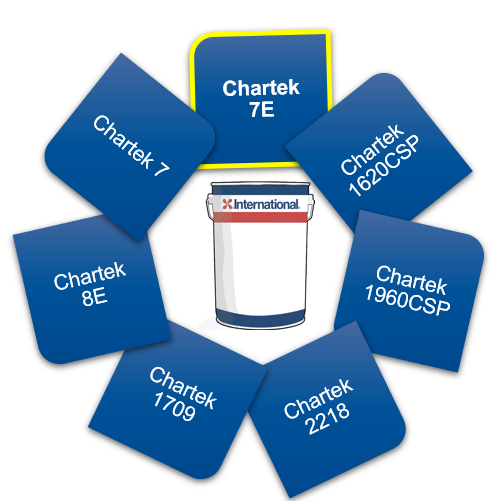 Chartek
7E
Chartek
1620CSP
Chartek
1960CSP
Chartek
2218
Chartek
1709
Chartek
8E
Chartek 7
International